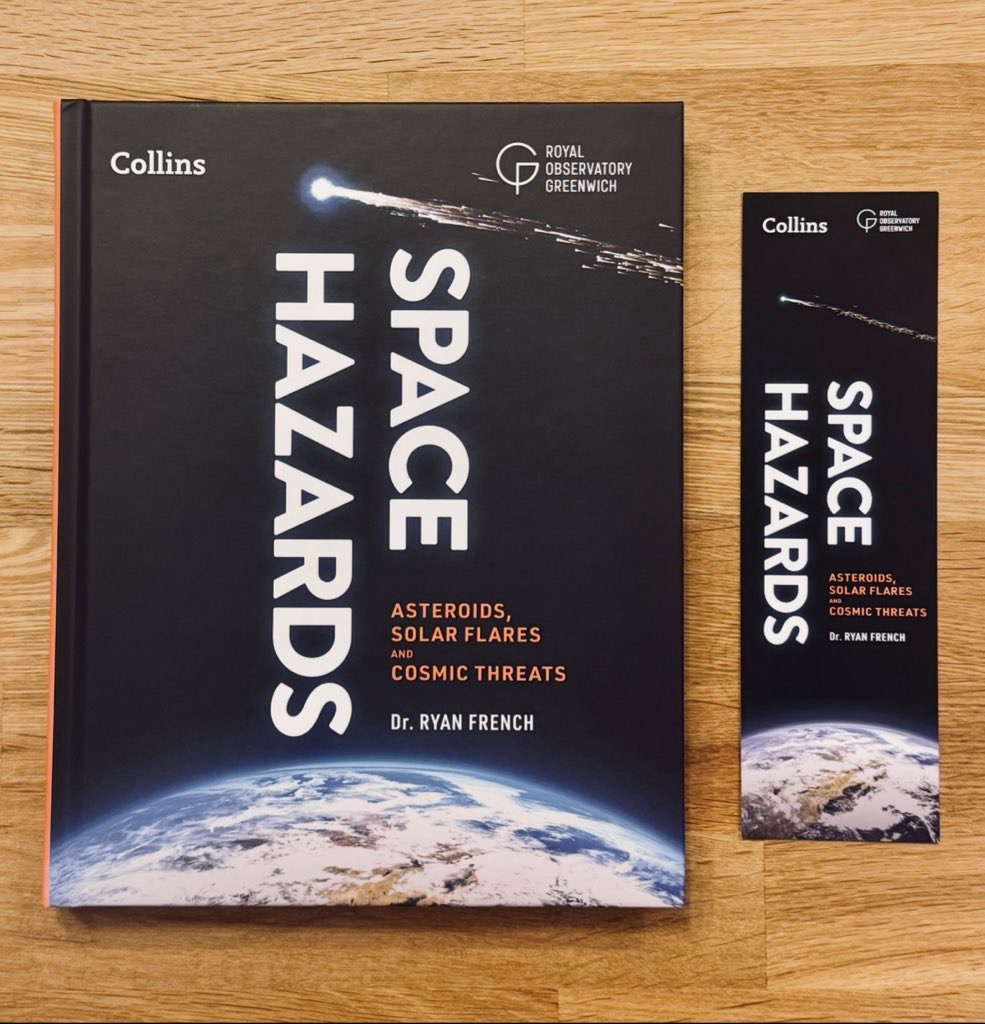 Collins
ROYAL
OBSERVATORY
GREENWICH
SPACE
HAZARDS
ASTEROIDS,
SOLAR FLARES
AND
COSMIC THREATS
Dr. RYAN FRENCH
Collins
ROYAL
OBSERVATORY
GREENWICH
SPACE
HAZARDS
ASTEROIDS,
SOLAR FLARES
AND
COSMIC THREATS
Dr. RYAN FRENCH